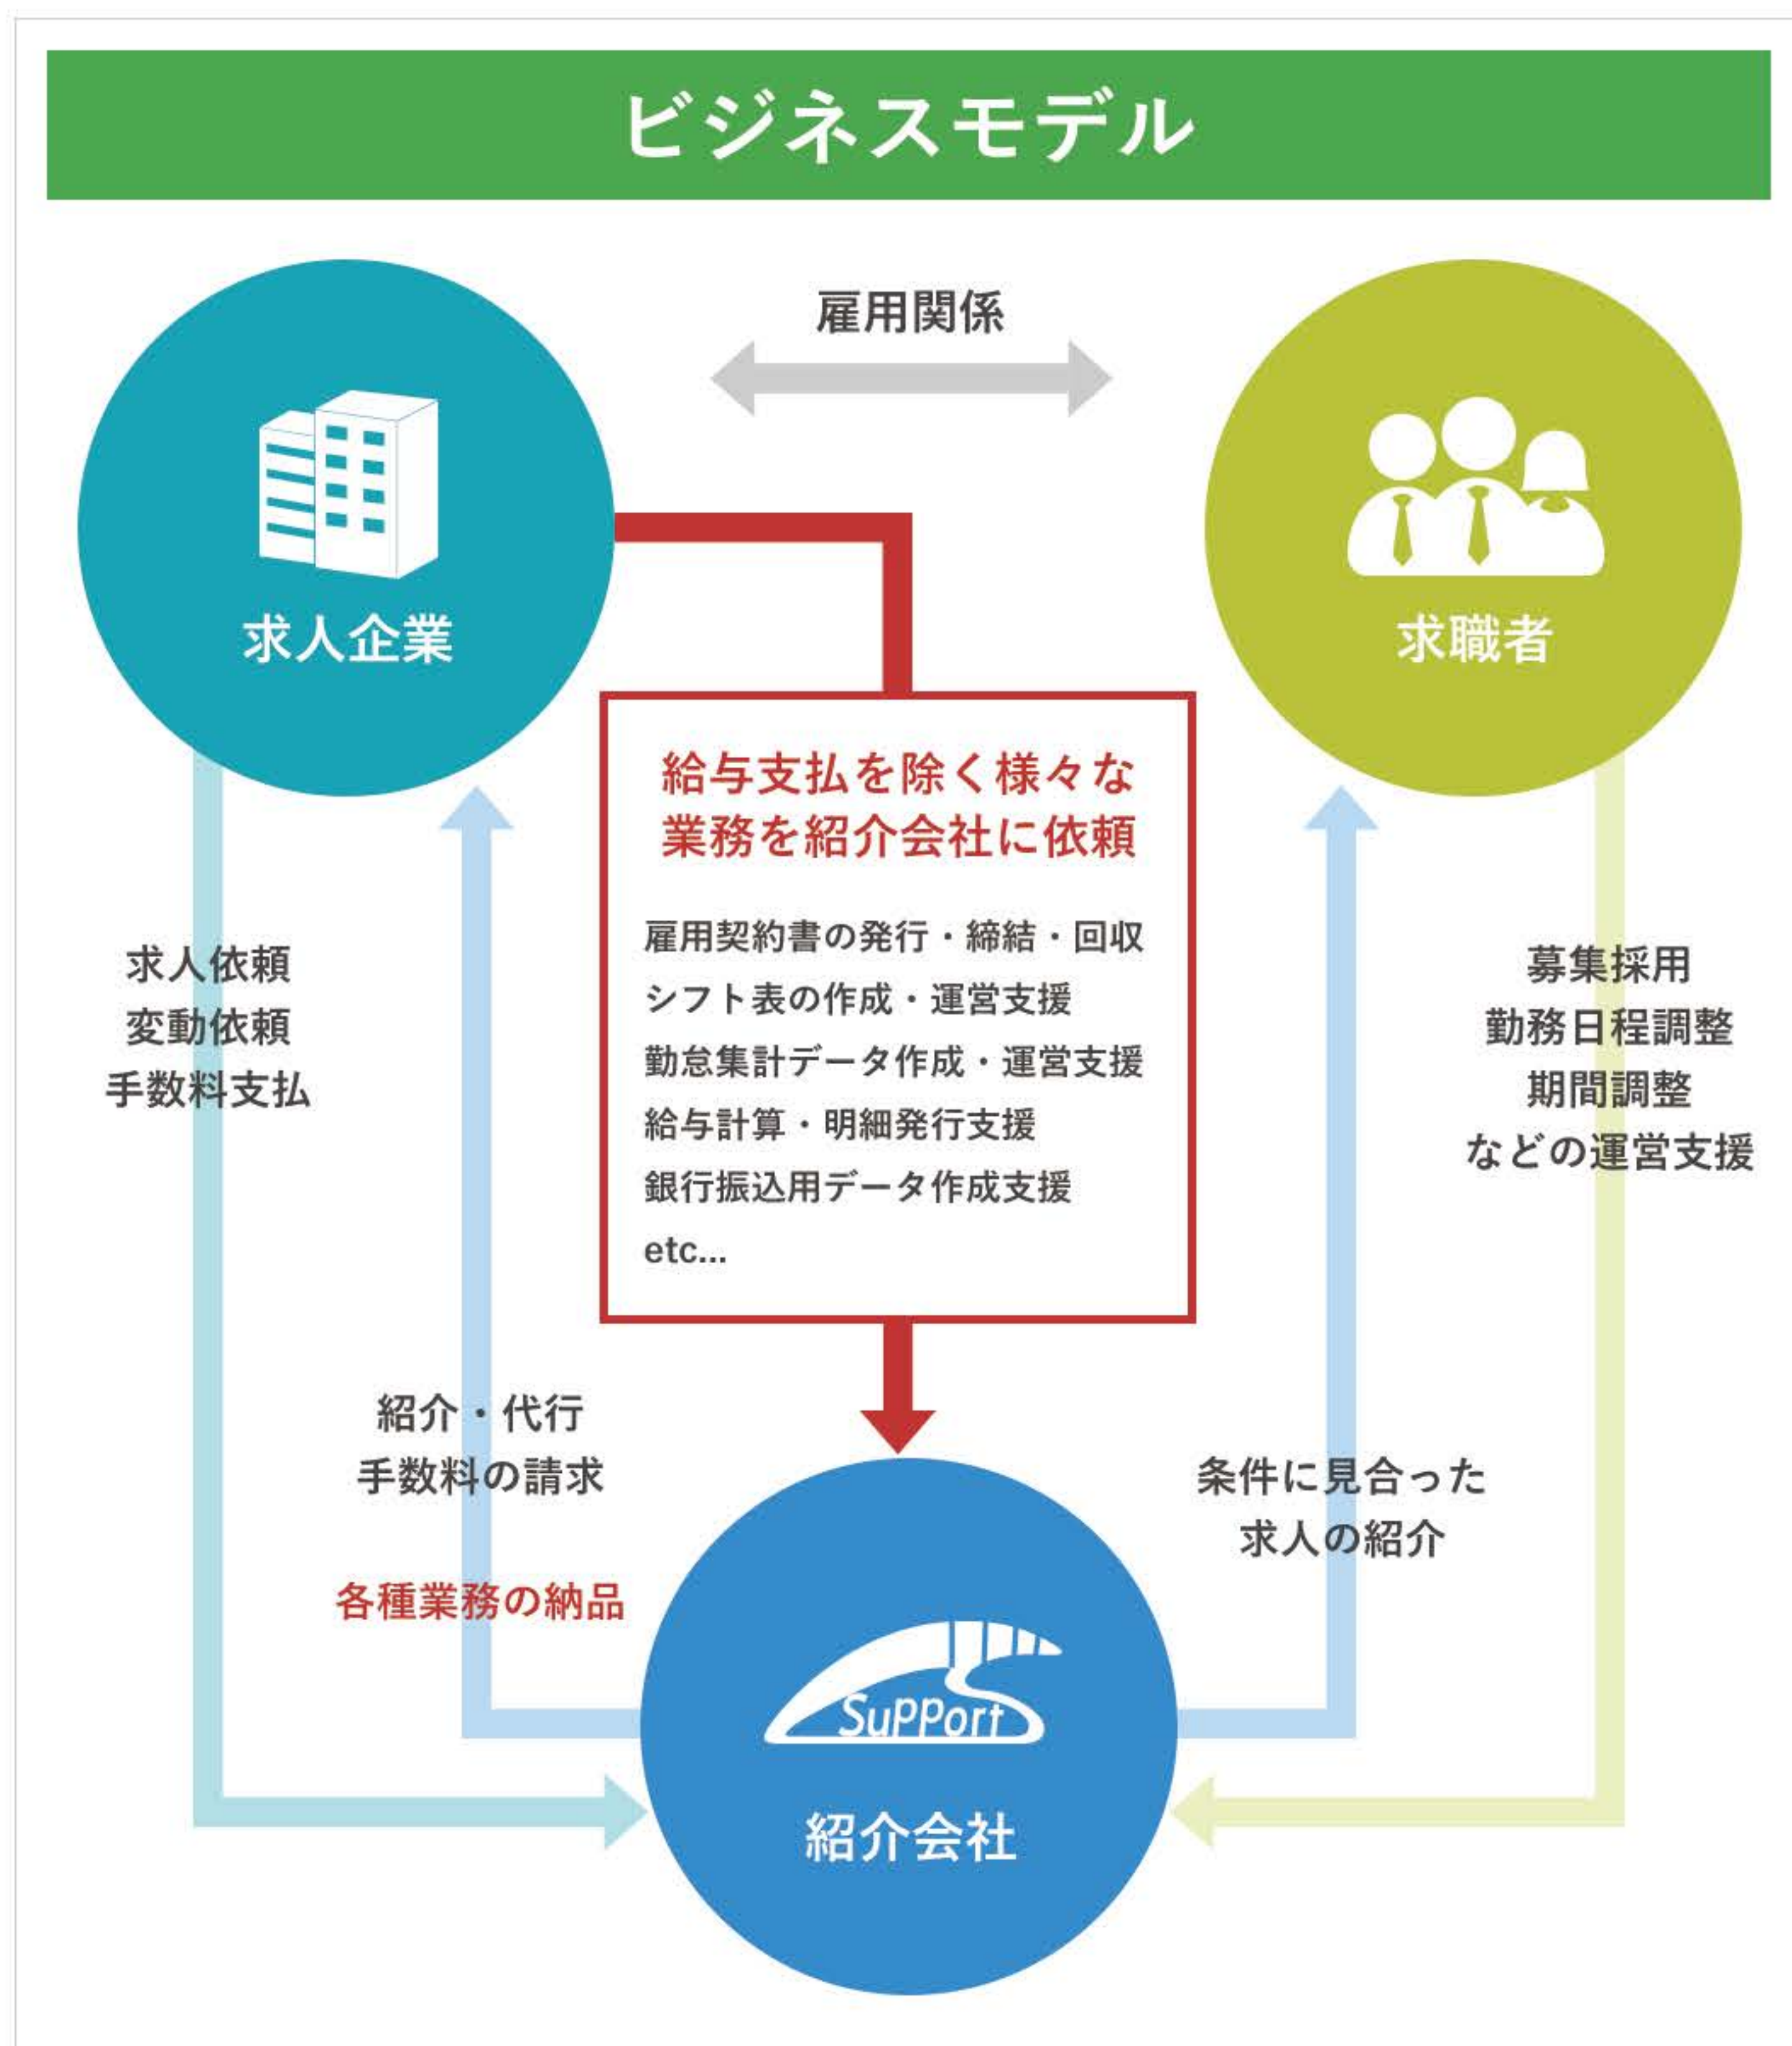 ビジネスモデル
雇用関係
求人企業
求職者
給与支払を除く様々な
業務を紹介会社に依頼
雇用契約書の発行・締結・回収
シフト表の作成・運営支援
勤怠集計データ作成・運営支援
給与計算・明細発行支援
銀行振込用データ作成支援
etc...
求人依頼
変動依頼
手数料支払
募集採用
勤務日程調整
期間調整
などの運営支援
紹介・代行
手数料の請求
各種業務の納品
条件に見合った
求人の紹介
Support
紹介会社